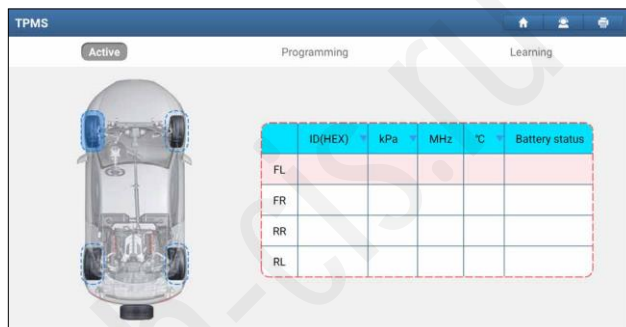 TPMS
Active Programming Learning
ID(HEX) kPa MHz ℃ Battery status
FL
FR
RR
RL